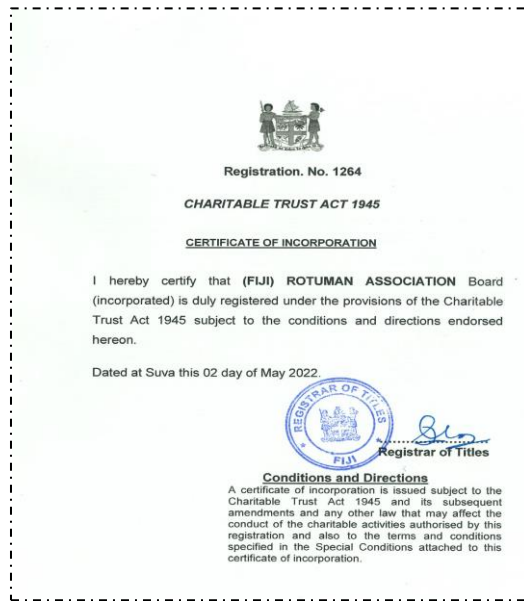 Registration. No. 1264
CHARITABLE TRUST ACT 1945
CERTIFICATE OF INCORPORATION
I hereby certify that (FIJI) ROTUMAN ASSOCIATION Board
(incorporated) is duly registered under the provisions of the Charitable
Trust Act 1945 subject to the conditions and directions endorsed
hereon.
Dated at Suva this 02 day of May 2022.
REGISTRAR OF TITLES
FIJI
Registrar of Titles
Conditions and Directions
A certificate of incorporation is issued subject to the
Charitable Trust Act 1945 and its subsequent
amendments and any other law that may affect the
conduct of the charitable activities authorised by this
registration and also to the terms and conditions
specified in the Special Conditions attached to this
certificate of incorporation.